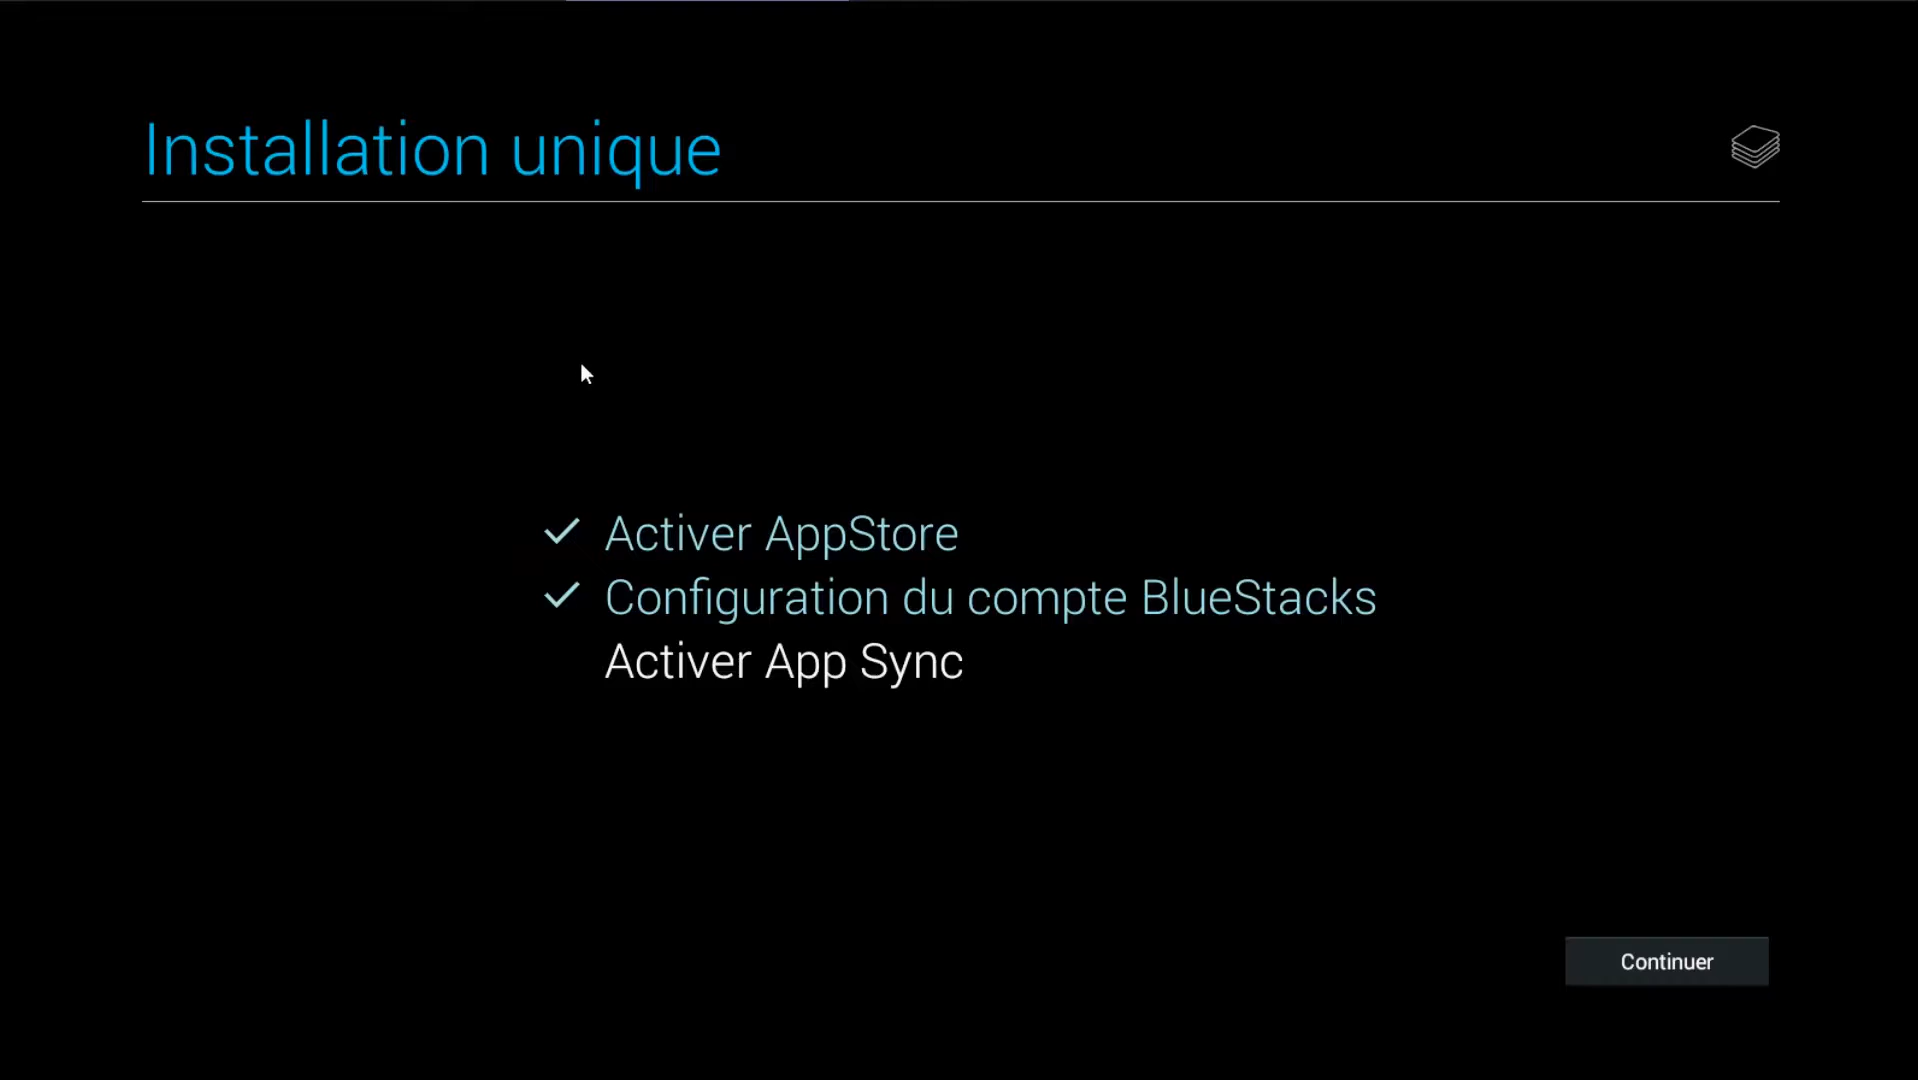 Installation unique
Activer AppStore
Configuration du compte BlueStacks
Activer App Sync
Continuer